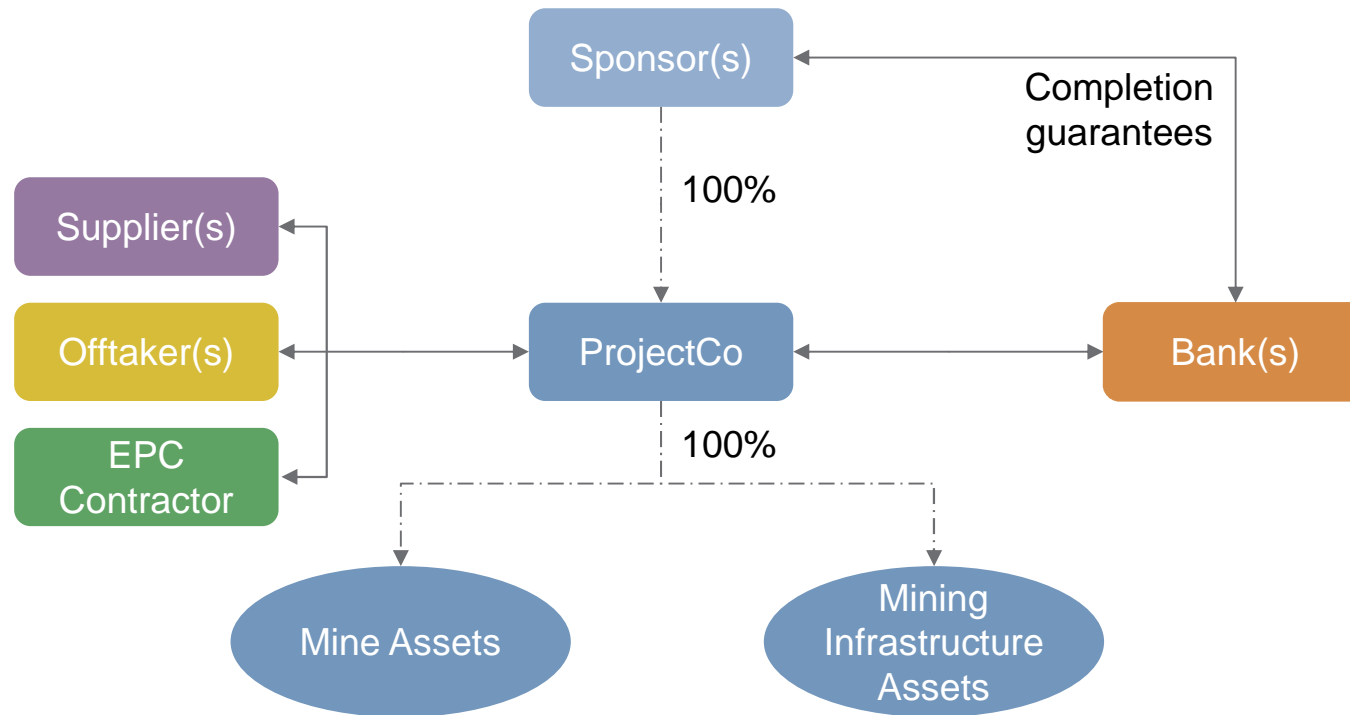 Sponsor(s)
Completion
guarantees
100%
Supplier(s)
Offtaker(s)
ProjectCo
Bank(s)
EPC
Contractor
100%
Mine Assets
Mining
Infrastructure
Assets